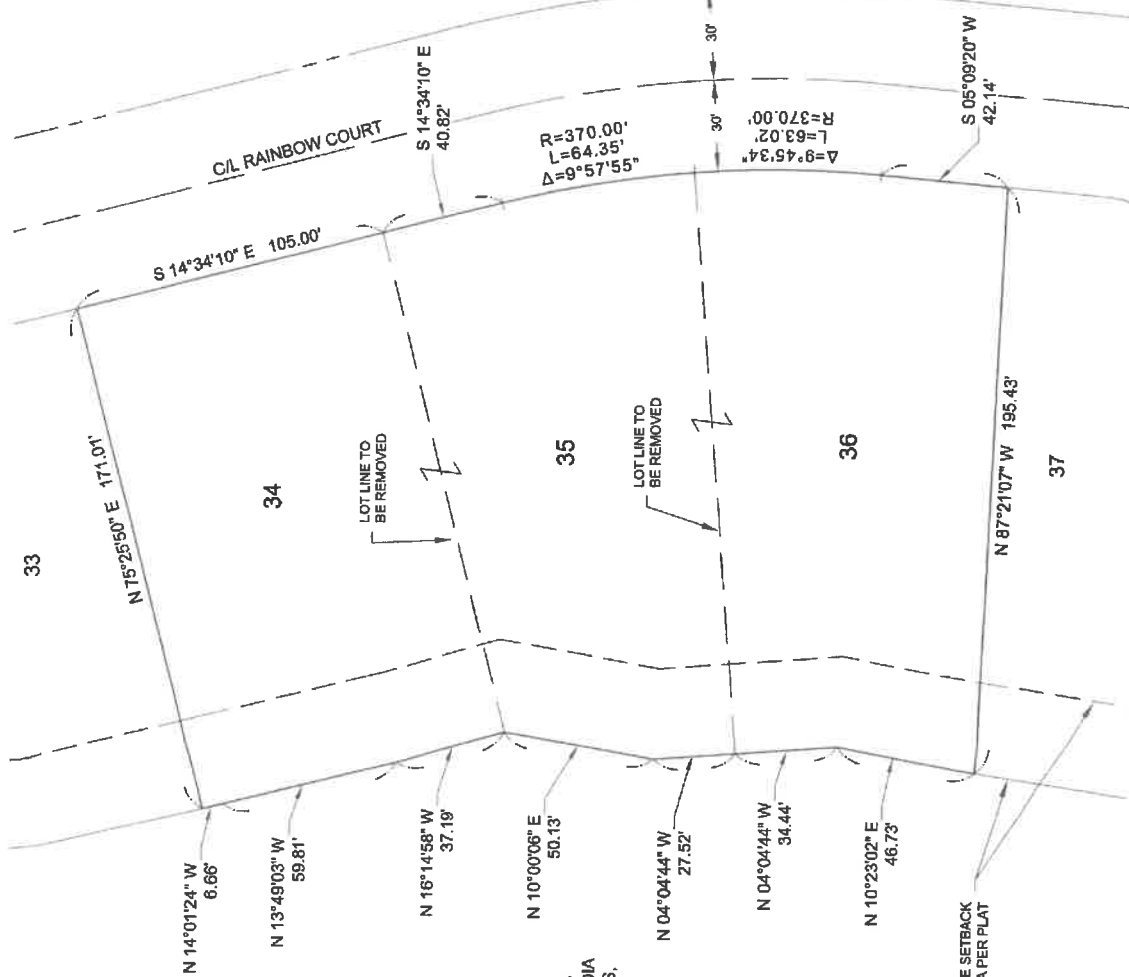 33
C/L RAINBOW COURT
S 14°34'10" E
40.82'
30'
30'
S 14°34'10" E 105.00'
R=370.00'
L=64.35'
Δ=9°57'55"
Δ=9°45'34"
L=63.02'
R=370.00'
S 05°09'20" W
42.14'
N 75°25'50" E 171.01'
34
LOT LINE TO
BE REMOVED
35
LOT LINE TO
BE REMOVED
36
N 87°21'07" W 195.43'
37
N 14°01'24" W
6.66'
N 13°49'03" W
59.81'
N 16°14'58" W
37.19'
N 10°00'06" E
50.13'
N 04°04'44" W
27.52'
N 04°04'44" W
34.44'
N 10°23'02" E
46.73'
SETBACK
PER PLAT